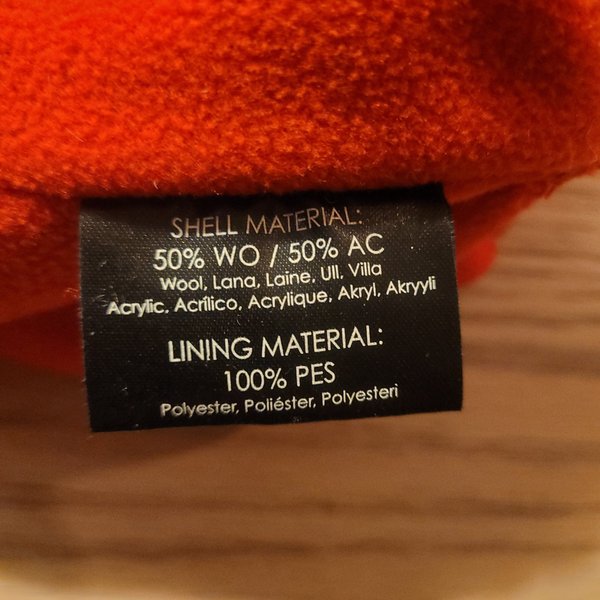 SHELL MATERIAL:
50% WO / 50% AC
Wool, Lana, Laine, Ull, Villa
Acrylic, Acrílico, Acrylique, Akryl, Akryyli
LINING MATERIAL:
100% PES
Polyester, Poliéster, Polyesteri